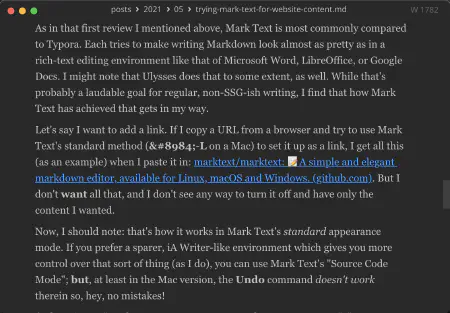 posts > 2021 > 05 > trying-mark-text-for-website-content.md W 1782
As in that first review I mentioned above, Mark Text is most commonly compared
to Typora. Each tries to make writing Markdown look almost as pretty as in a
rich-text editing environment like that of Microsoft Word, LibreOffice, or Google
Docs. I might note that Ulysses does that to some extent, as well. While that's
probably a laudable goal for regular, non-SSG-ish writing, I find that how Mark
Text has achieved that gets in my way.
Let's say I want to add a link. If I copy a URL from a browser and try to use Mark
Text's standard method (&#8984;-L on a Mac) to set it up as a link, I get all this
(as an example) when I paste it in: marktext/marktext: 📝A simple and elegant
markdown editor, available for Linux, macOS and Windows. (github.com). But I
don't want all that, and I don't see any way to turn it off and have only the
content I wanted.
Now, I should note: that's how it works in Mark Text's standard appearance
mode. If you prefer a sparer, iA Writer-like environment which gives you more
control over that sort of thing (as I do), you can use Mark Text's "Source Code
Mode"; but, at least in the Mac version, the Undo command doesn't work
therein so, hey, no mistakes!